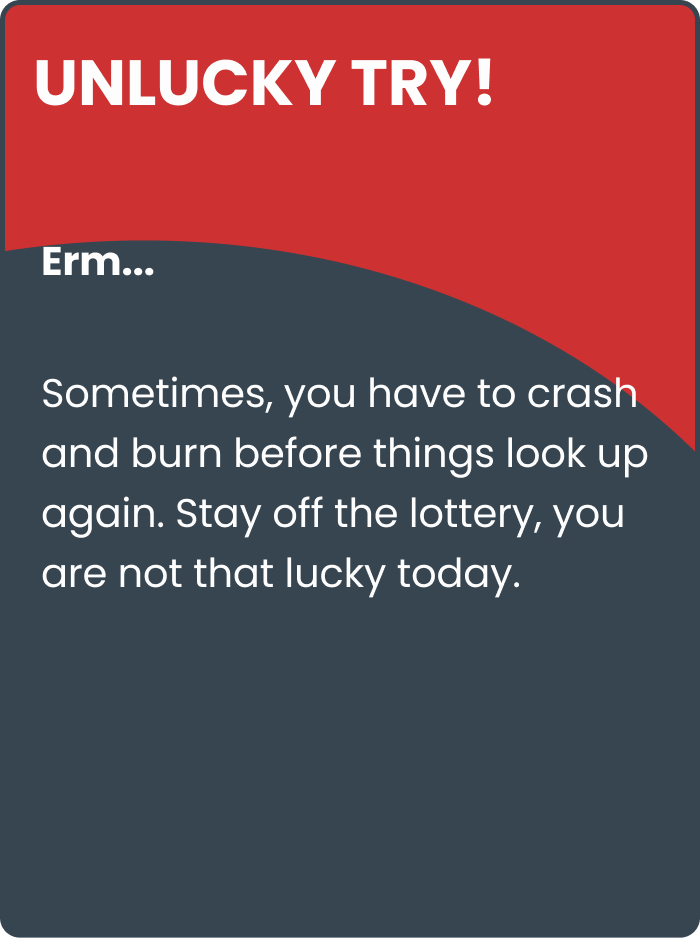 UNLUCKY TRY!
Erm...
Sometimes, you have to crash
and burn before things look up
again. Stay off the lottery, you
are not that lucky today.